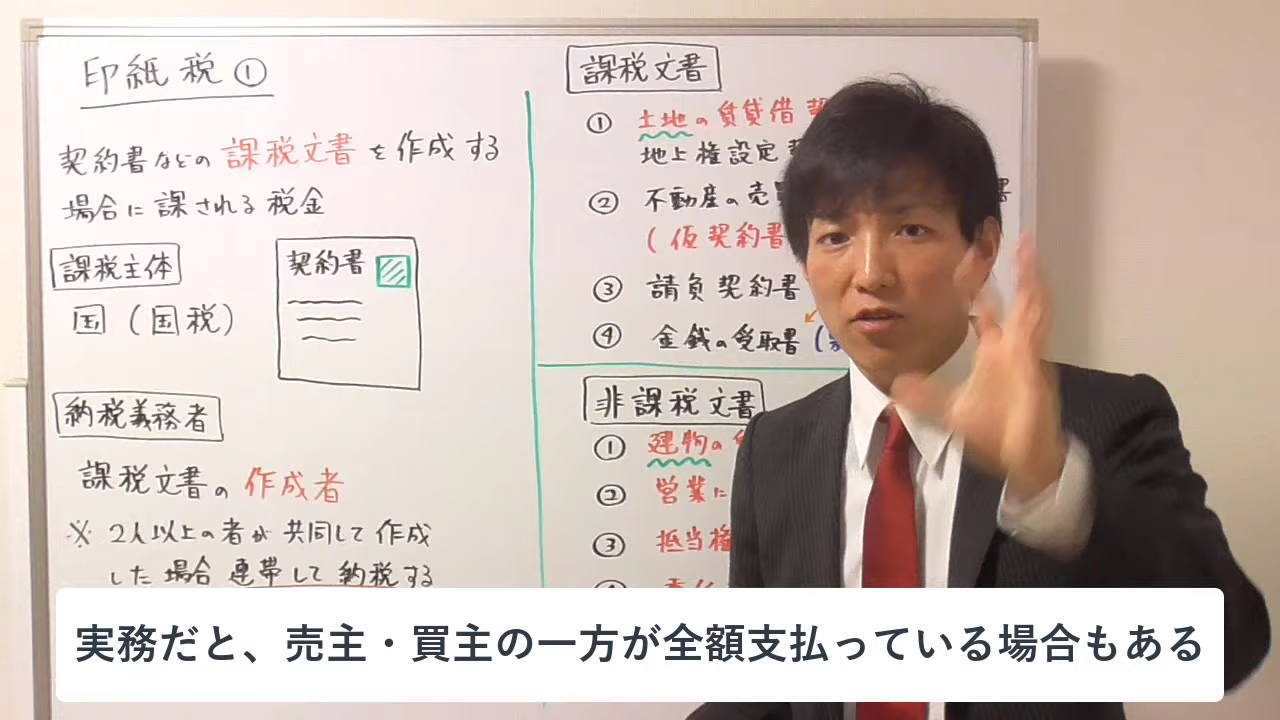 印紙税①
契約書などの課税文書を作成する
場合に課される税金
課税主体
国（国税）
契約書
納税義務者
課税文書の作成者
※2人以上の者が共同して作成
した場合連帯して納税する
課税文書
① 土地の賃貸借
地上権設定
② 不動産の売
（仮契約書
③ 請負契約書
④ 金銭の受取書（
非課税文書
① 建物の
② 営業に
③ 抵当権
実務だと、売主・買主の一方が全額支払っている場合もある